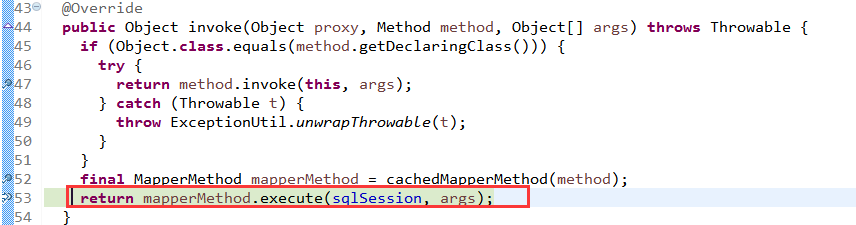 43 @Override
44 public Object invoke(Object proxy, Method method, Object[] args) throws Throwable {
45 if (Object.class.equals(method.getDeclaringClass())) {
46 try {
47 return method.invoke(this, args);
48 } catch (Throwable t) {
49 throw ExceptionUtil.unwrapThrowable(t);
50 }
51 }
52 final MapperMethod mapperMethod = cachedMapperMethod(method);
53 return mapperMethod.execute(sqlSession, args);
54 }